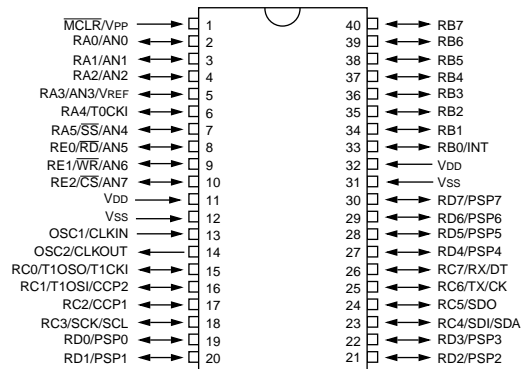 MCLR/VPP 1 40 RB7
RA0/AN0 2 39 RB6
RA1/AN1 3 38 RB5
RA2/AN2 4 37 RB4
RA3/AN3/VREF 5 36 RB3
RA4/T0CKI 6 35 RB2
RA5/SS/AN4 7 34 RB1
RE0/RD/AN5 8 33 RB0/INT
RE1/WR/AN6 9 32 VDD
RE2/CS/AN7 10 31 VSS
VDD 11 30 RD7/PSP7
VSS 12 29 RD6/PSP6
OSC1/CLKIN 13 28 RD5/PSP5
OSC2/CLKOUT 14 27 RD4/PSP4
RC0/T1OSO/T1CKI 15 26 RC7/RX/DT
RC1/T1OSI/CCP2 16 25 RC6/TX/CK
RC2/CCP1 17 24 RC5/SDO
RC3/SCK/SCL 18 23 RC4/SDI/SDA
RD0/PSP0 19 22 RD3/PSP3
RD1/PSP1 20 21 RD2/PSP2